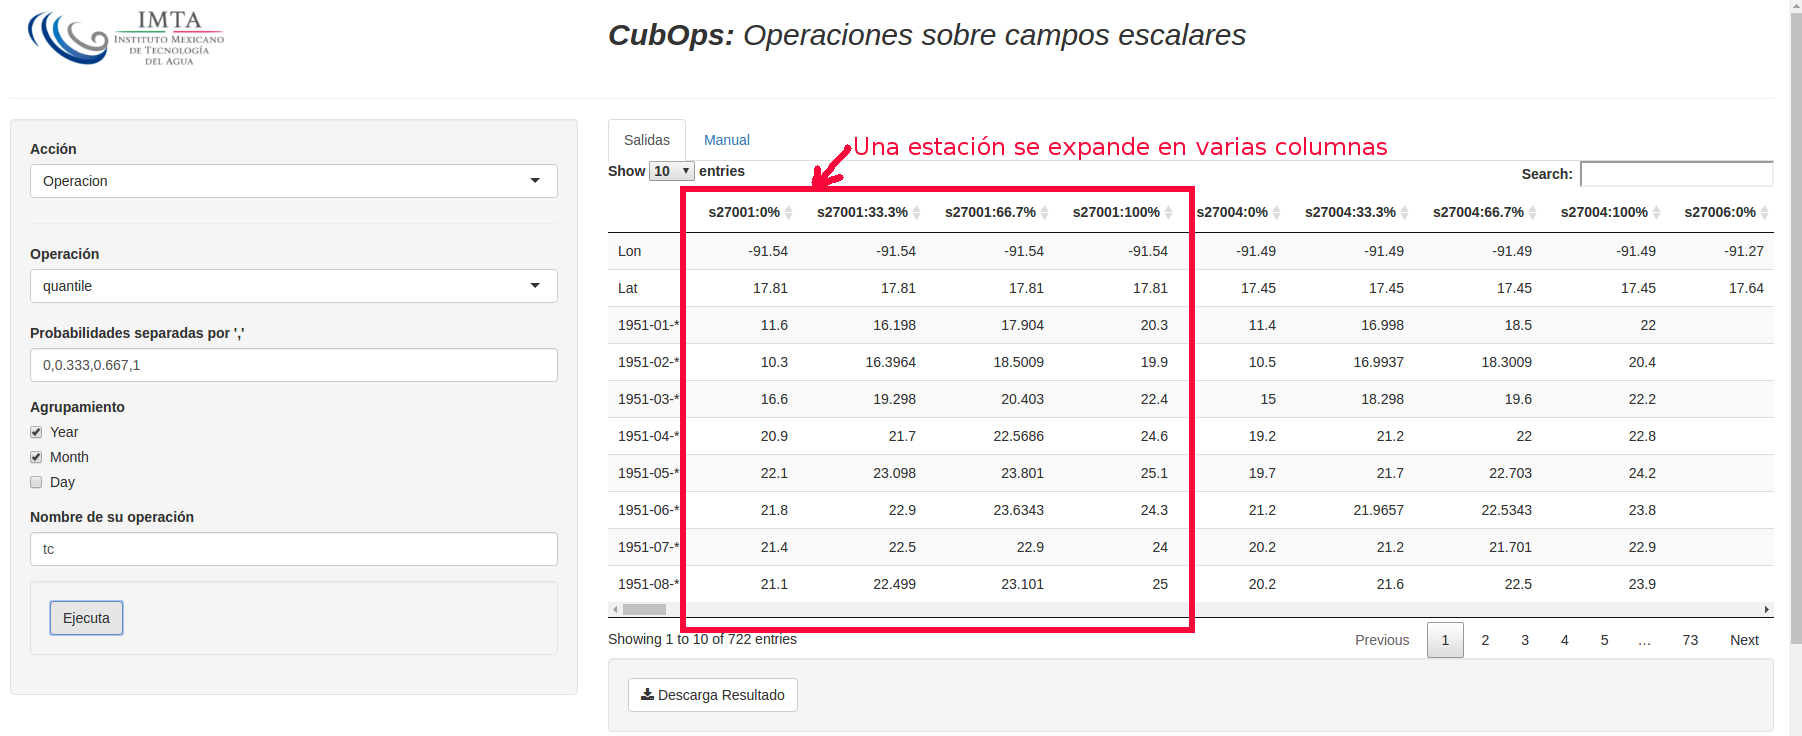 IMTA
INSTITUTO MEXICANO
DE TECNOLOGÍA
DEL AGUA
CubOps: Operaciones sobre campos escalares
Acción
Operacion
Operación
quantile
Probabilidades separadas por ','
0,0.333,0.667,1
Agrupamiento
Year
Month
Day
Nombre de su operación
tc
Ejecuta
Salidas Manual
Una estación se expande en varias columnas
Show 10 entries Search:
s27001:0% s27001:33.3% s27001:66.7% s27001:100% s27004:0% s27004:33.3% s27004:66.7% s27004:100% s27006:0%
Lon -91.54 -91.54 -91.54 -91.54 -91.49 -91.49 -91.49 -91.49 -91.27
Lat 17.81 17.81 17.81 17.81 17.45 17.45 17.45 17.45 17.64
1951-01-* 11.6 16.198 17.904 20.3 11.4 16.998 18.5 22
1951-02-* 10.3 16.3964 18.5009 19.9 10.5 16.9937 18.3009 20.4
1951-03-* 16.6 19.298 20.403 22.4 15 18.298 19.6 22.2
1951-04-* 20.9 21.7 22.5686 24.6 19.2 21.2 22 22.8
1951-05-* 22.1 23.098 23.801 25.1 19.7 21.7 22.703 24.2
1951-06-* 21.8 22.9 23.6343 24.3 21.2 21.9657 22.5343 23.8
1951-07-* 21.4 22.5 22.9 24 20.2 21.2 21.701 22.9
1951-08-* 21.1 22.499 23.101 25 20.2 21.6 22.5 23.9
Showing 1 to 10 of 722 entries Previous 1 2 3 4 5 … 73 Next
Descarga Resultado